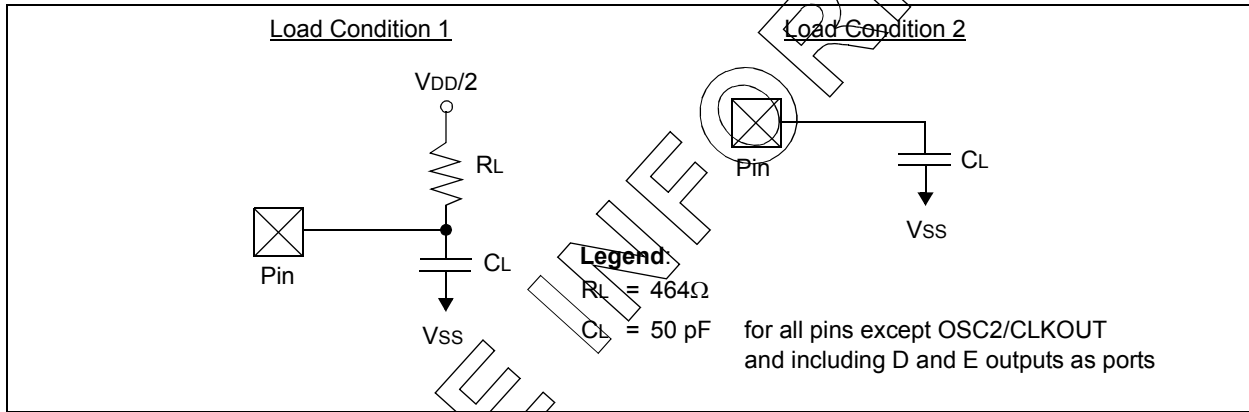 Load Condition 1
Load Condition 2
VDD/2
RL
Pin
CL
VSS
Pin
CL
VSS
Legend:
RL = 464Ω
CL = 50 pF for all pins except OSC2/CLKOUT
and including D and E outputs as ports